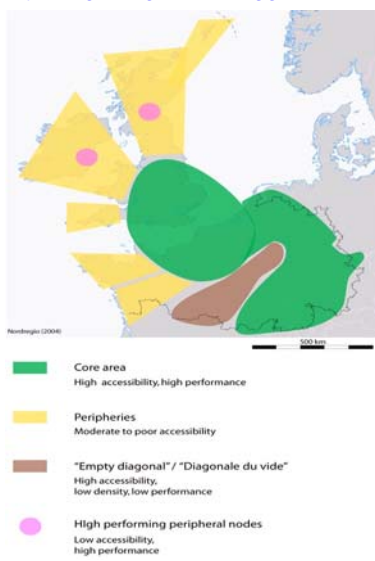 Nordregio (2004)
500 km
Core area
High accessibility, high performance
Peripheries
Moderate to poor accessibility
"Empty diagonal"/ "Diagonale du vide"
High accessibility,
low density, low performance
HIgh performing peripheral nodes
Low accessibility,
high performance